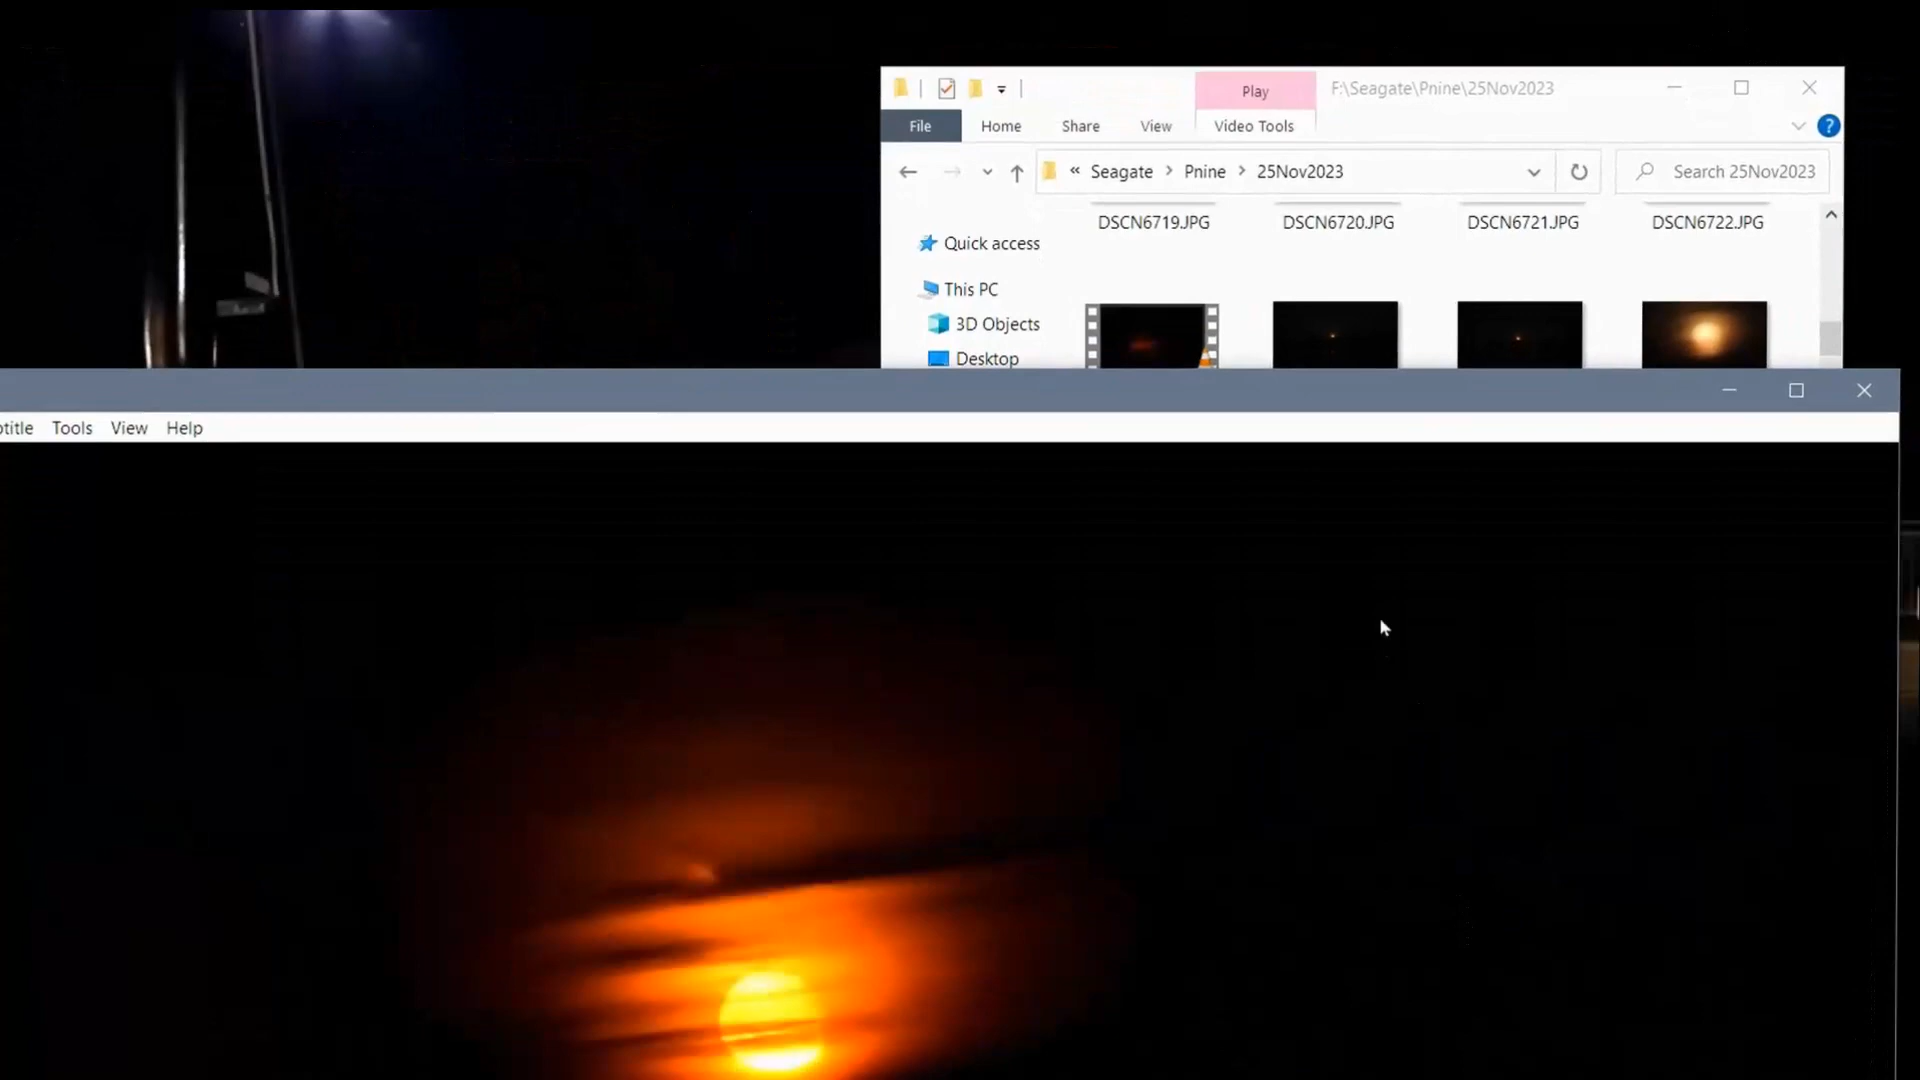 Play F:\Seagate\Pnine\25Nov2023
File Home Share View Video Tools ?
« Seagate > Pnine > 25Nov2023 Search 25Nov2023
DSCN6719.JPG DSCN6720.JPG DSCN6721.JPG DSCN6722.JPG
Quick access
This PC
3D Objects
Desktop
otitle Tools View Help